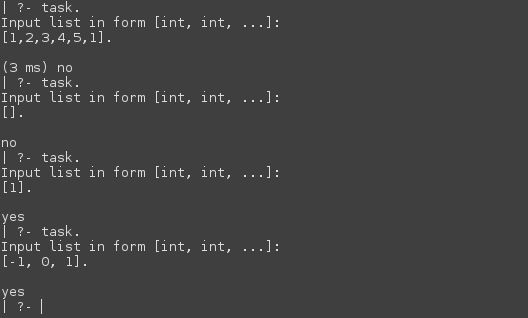 | ?- task.
Input list in form [int, int, ...]:
[1,2,3,4,5,1].
(3 ms) no
| ?- task.
Input list in form [int, int, ...]:
[].
no
| ?- task.
Input list in form [int, int, ...]:
[1].
yes
| ?- task.
Input list in form [int, int, ...]:
[-1, 0, 1].
yes
| ?-